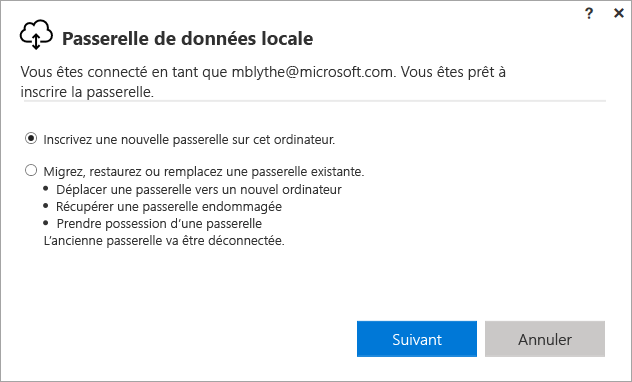 ? ×
Passerelle de données locale
Vous êtes connecté en tant que mblythe@microsoft.com. Vous êtes prêt à
inscrire la passerelle.
Inscrivez une nouvelle passerelle sur cet ordinateur.
Migrez, restaurez ou remplacez une passerelle existante.
• Déplacer une passerelle vers un nouvel ordinateur
• Récupérer une passerelle endommagée
• Prendre possession d’une passerelle
L’ancienne passerelle va être déconnectée.
Suivant
Annuler